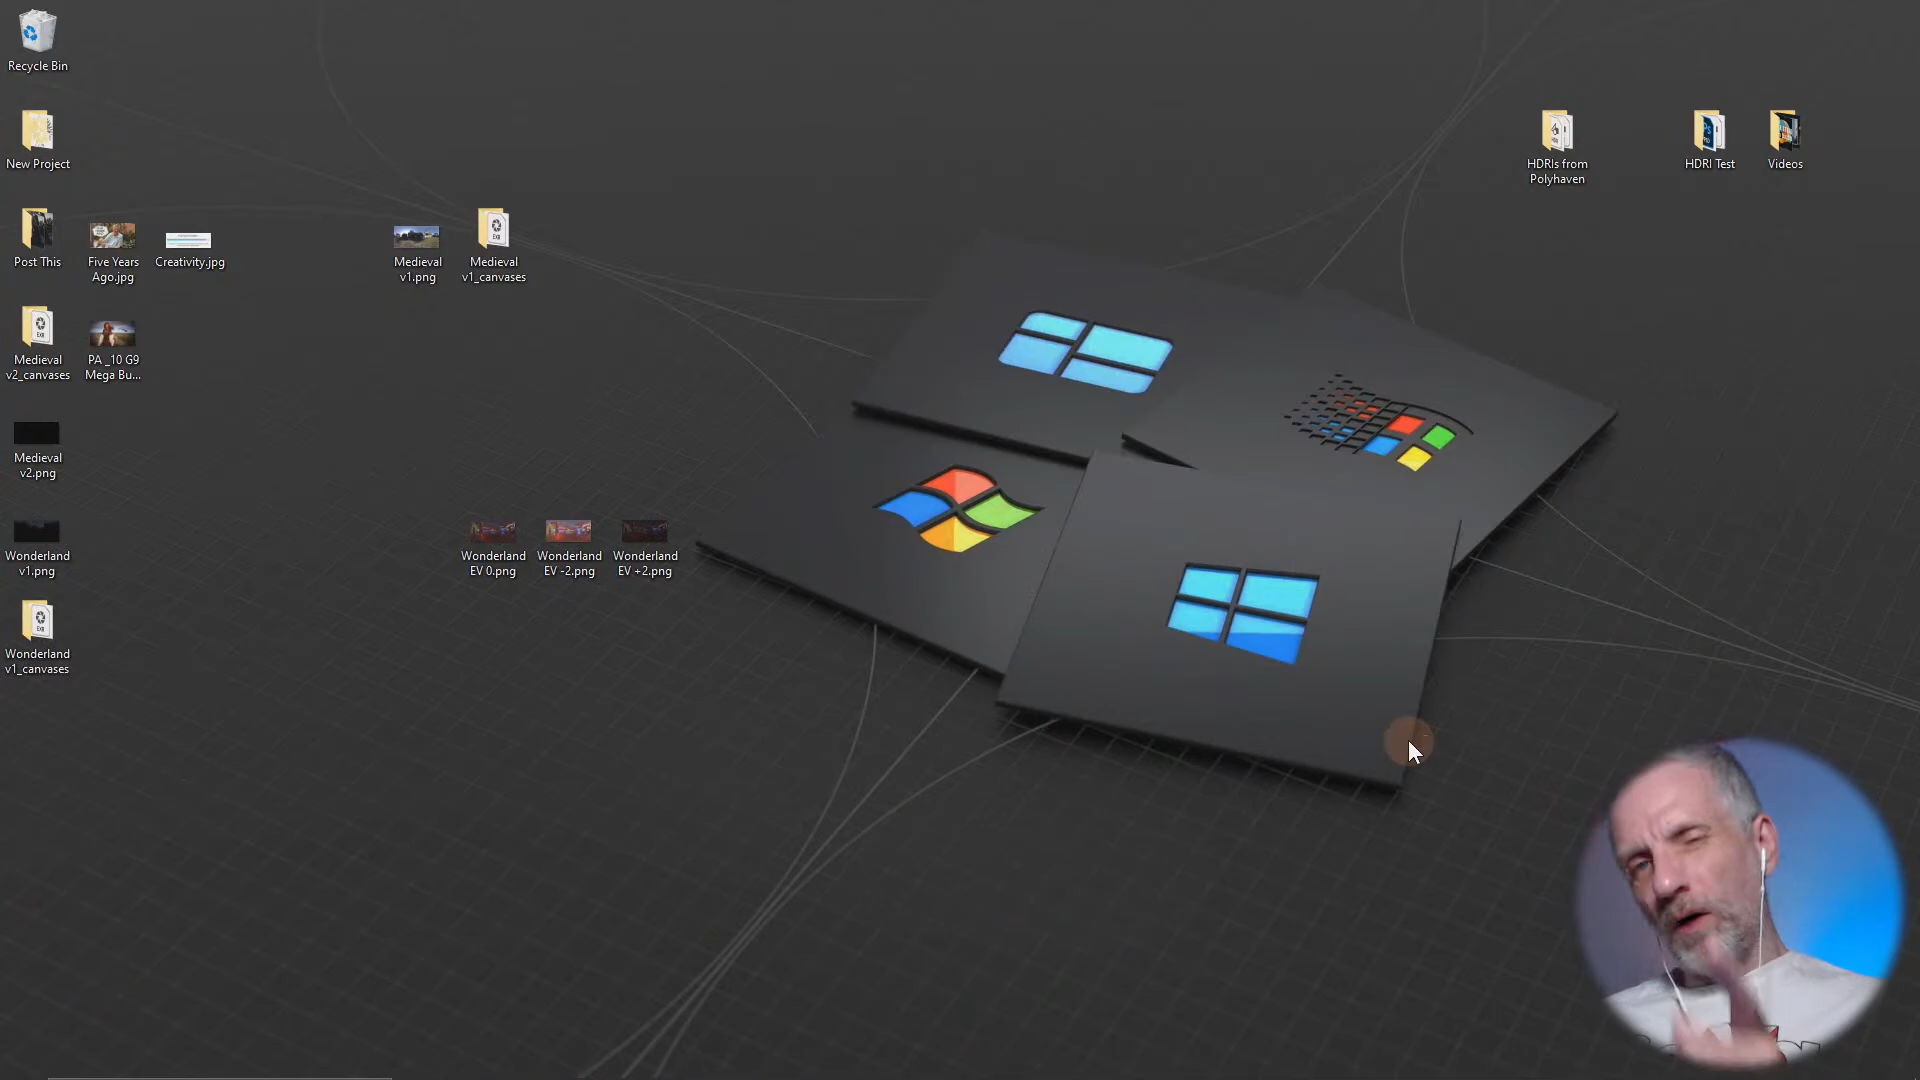 Recycle Bin
New Project
HDRIs from
Polyhaven
HDRI Test
Videos
Post This
Five Years
Ago.jpg
Creativity.jpg
Medieval
v1.png
Medieval
v1_canvases
Medieval
v2_canvases
PA _10 G9
Mega Bu...
Medieval
v2.png
Wonderland
v1.png
Wonderland
EV 0.png
Wonderland
EV -2.png
Wonderland
EV +2.png
Wonderland
v1_canvases